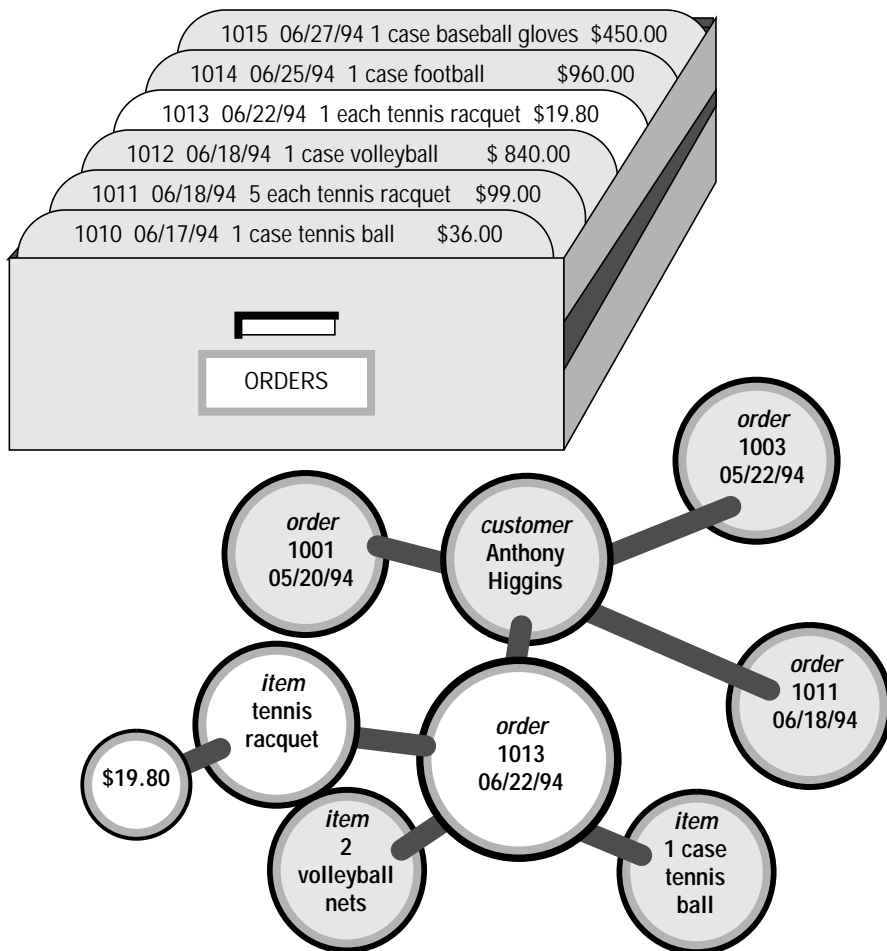 1015 06/27/94 1 case baseball gloves $450.00
1014 06/25/94 1 case football $960.00
1013 06/22/94 1 each tennis racquet $19.80
1012 06/18/94 1 case volleyball $ 840.00
1011 06/18/94 5 each tennis racquet $99.00
1010 06/17/94 1 case tennis ball $36.00
ORDERS
order
1003
05/22/94
order
1001
05/20/94
customer
Anthony
Higgins
order
1011
06/18/94
item
tennis
racquet
order
1013
06/22/94
$19.80
item
2
volleyball
nets
item
1 case
tennis
ball